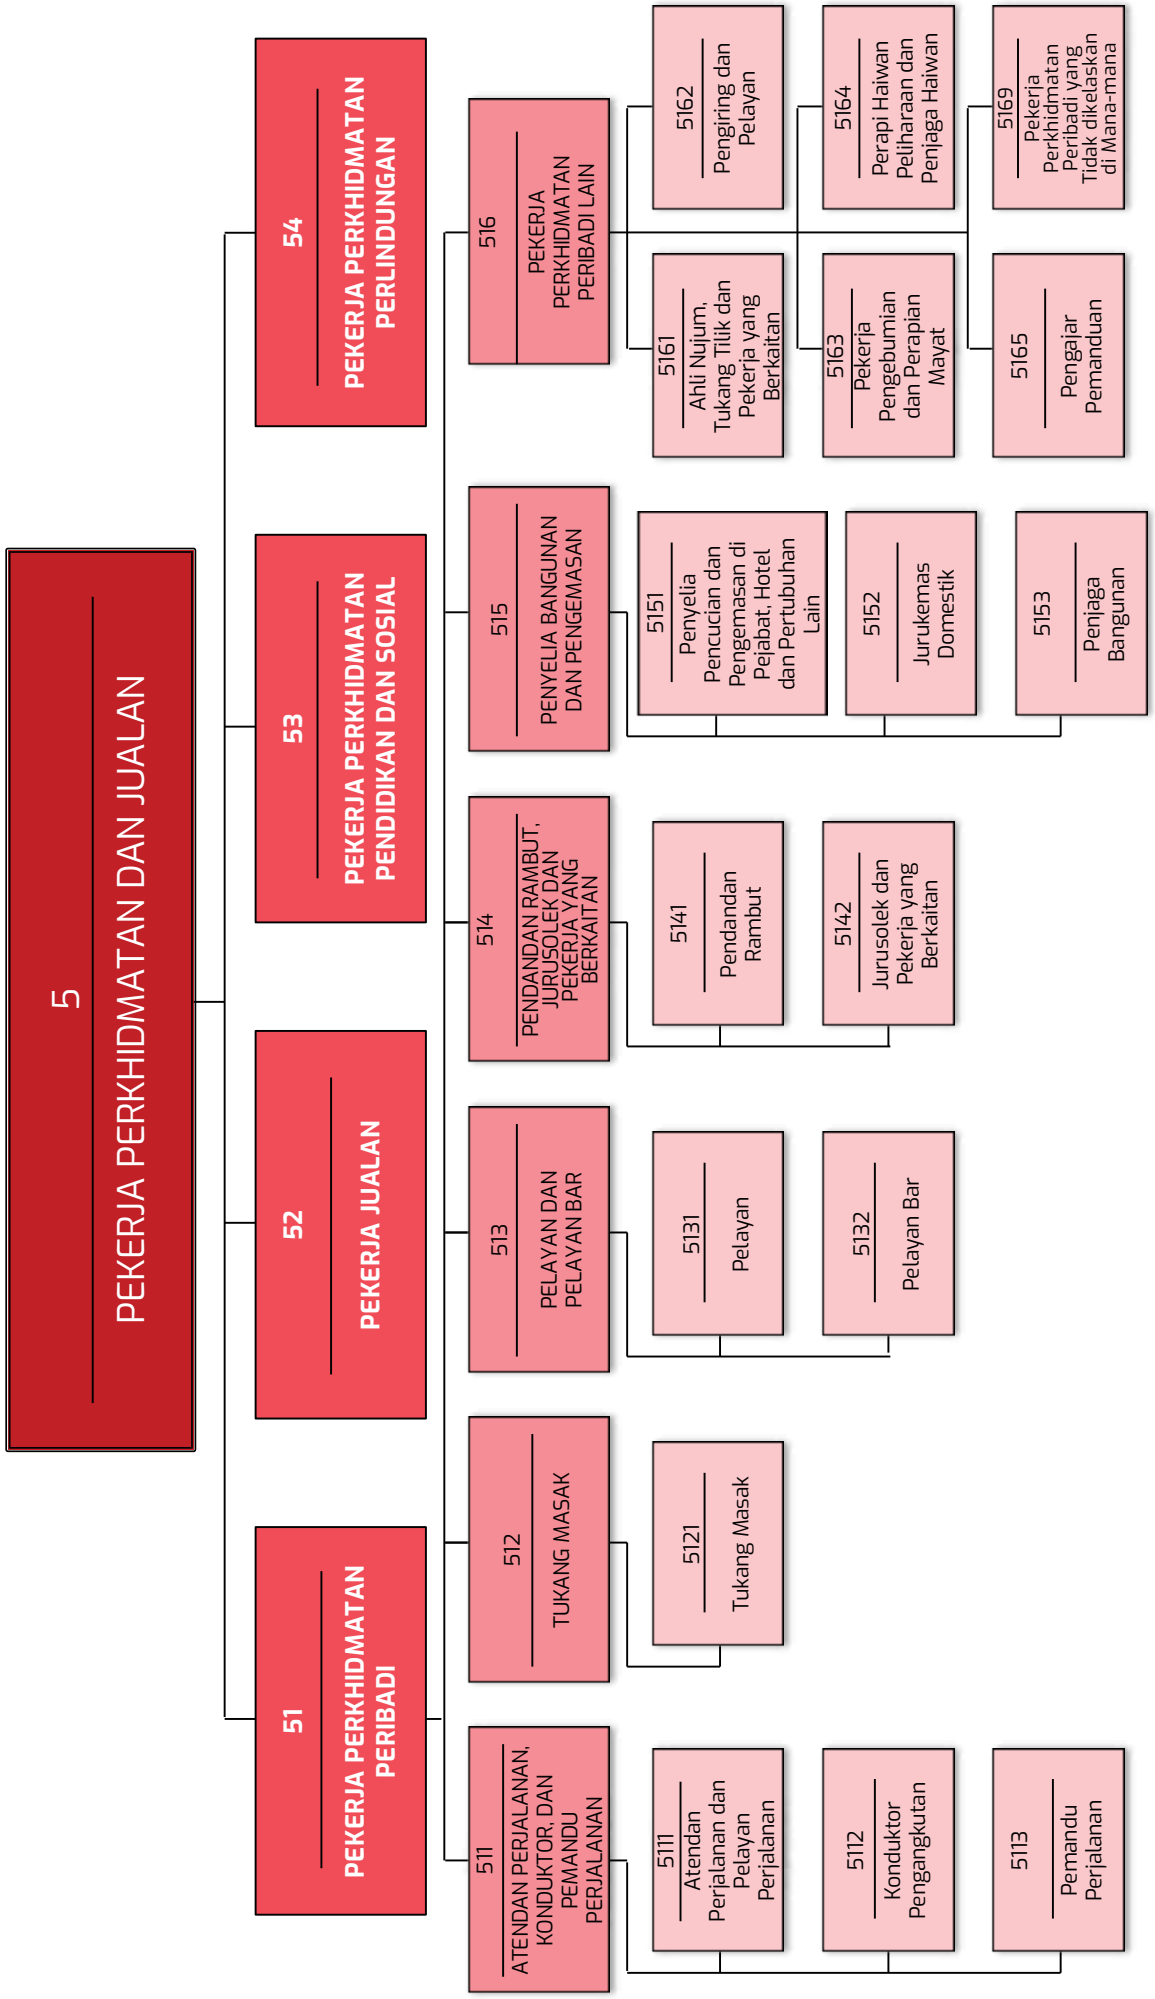 5
PEKERJA PERKHIDMATAN DAN JUALAN
51
PEKERJA PERKHIDMATAN
PERIBADI
52
PEKERJA JUALAN
53
PEKERJA PERKHIDMATAN
PENDIDIKAN DAN SOSIAL
54
PEKERJA PERKHIDMATAN
PERLINDUNGAN
511
ATENDAN PERJALANAN,
KONDUKTOR, DAN
PEMANDU
PERJALANAN
512
TUKANG MASAK
513
PELAYAN DAN
PELAYAN BAR
514
PENDANDAN RAMBUT,
JURUSOLEK DAN
PEKERJA YANG
BERKAITAN
515
PENYELIA BANGUNAN
DAN PENGEMASAN
516
PEKERJA
PERKHIDMATAN
PERIBADI LAIN
5111
Atendan
Perjalanan dan
Pelayan
Perjalanan
5112
Konduktor
Pengangkutan
5113
Pemandu
Perjalanan
5121
Tukang Masak
5131
Pelayan
5132
Pelayan Bar
5141
Pendandan
Rambut
5142
Jurusolek dan
Pekerja yang
Berkaitan
5151
Penyelia
Pencucian dan
Pengemasan di
Pejabat, Hotel
dan Pertubuhan
Lain
5152
Jurukemas
Domestik
5153
Penjaga
Bangunan
5161
Ahli Nujum,
Tukang Tilik dan
Pekerja yang
Berkaitan
5162
Pengiring dan
Pelayan
5163
Pekerja
Pengebumian
dan Perapian
Mayat
5164
Perapi Haiwan
Peliharaan dan
Penjaga Haiwan
5165
Pengajar
Pemanduan
5169
Pekerja
Perkhidmatan
Peribadi yang
Tidak dikelaskan
di Mana-mana